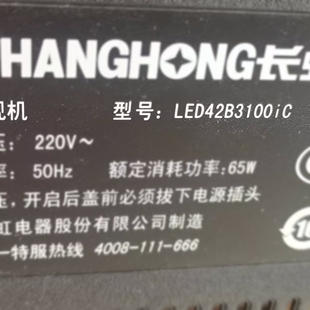 HANGHONG长
视机 型号：LED42B3100iC
压：220V～
率：50Hz 额定消耗功率：65W
压，开启后盖前必须拔下电源插头
虹电器股份有限公司制造
一特服热线 4008-111-666